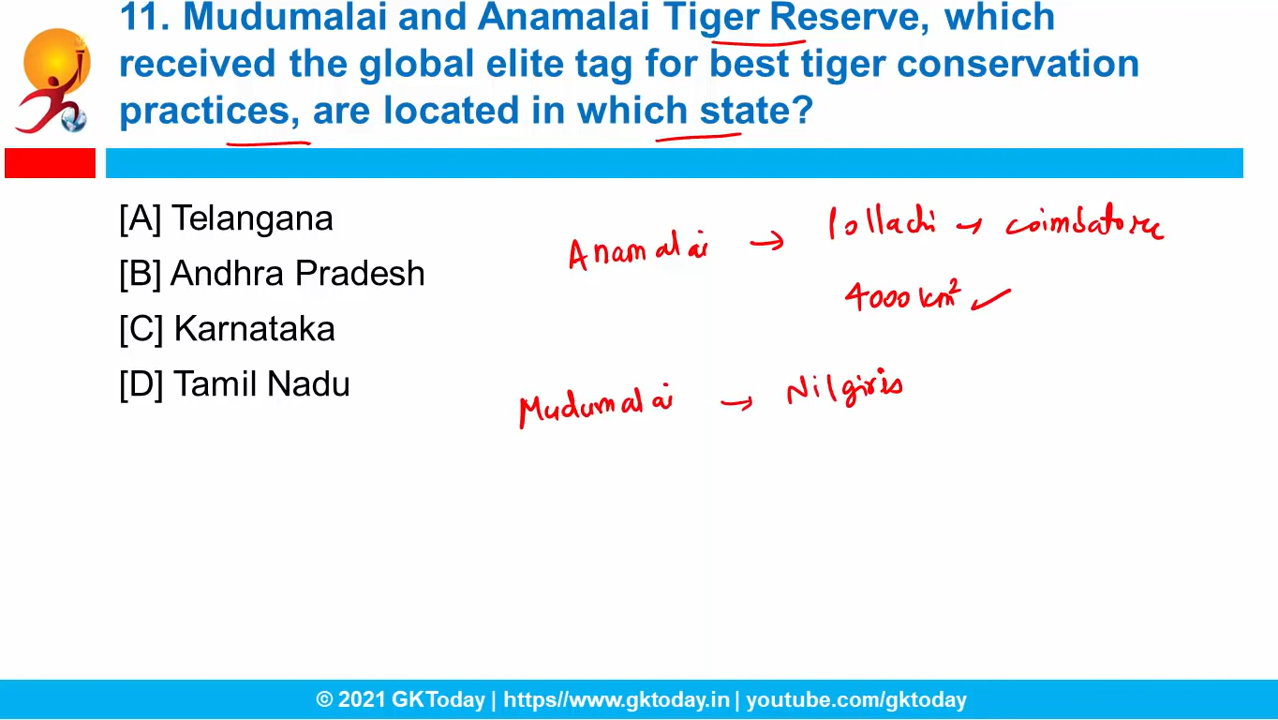 11. Mudumalai and Anamalai Tiger Reserve, which
received the global elite tag for best tiger conservation
practices, are located in which state?
[A] Telangana
[B] Andhra Pradesh
[C] Karnataka
[D] Tamil Nadu
Anamalai → Pollachi → coimbatore
4000 km² ✓
Mudumalai → Nilgiris
© 2021 GKToday | https//www.gktoday.in | youtube.com/gktoday